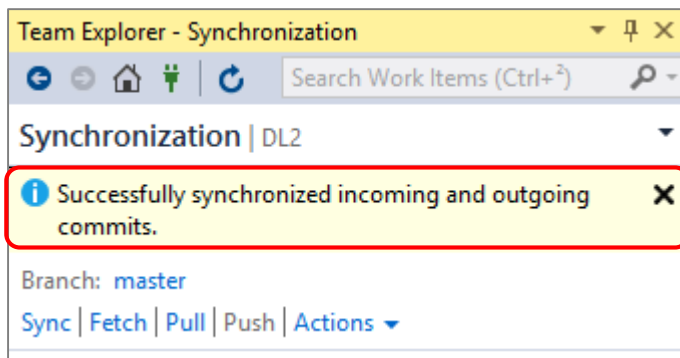 Team Explorer - Synchronization
Search Work Items (Ctrl+²)
Synchronization | DL2
Successfully synchronized incoming and outgoing
commits.
Branch: master
Sync | Fetch | Pull | Push | Actions